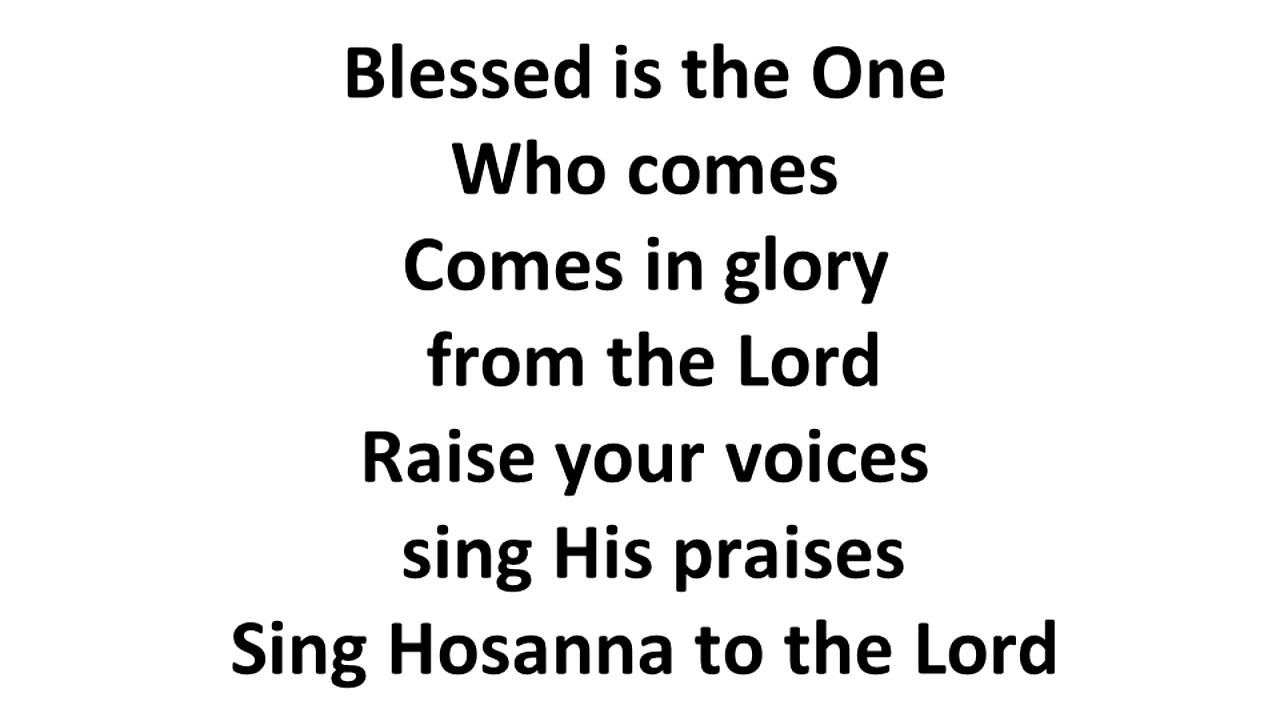 Blessed is the One
Who comes
Comes in glory
from the Lord
Raise your voices
sing His praises
Sing Hosanna to the Lord